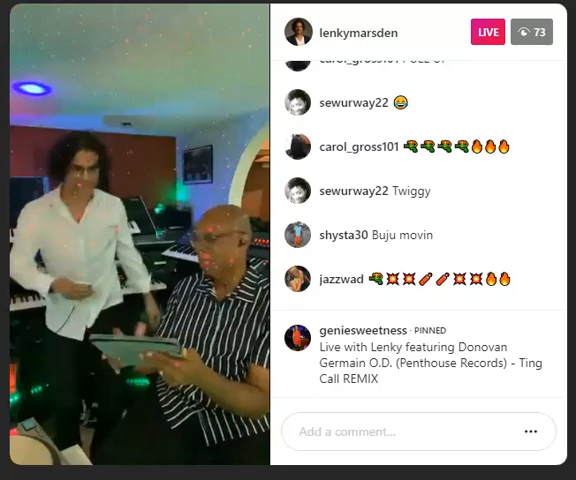 lenkymarsden
LIVE
73
carol_gross101
sewurway22
carol_gross101
sewurway22 Twiggy
shysta30 Buju movin
jazzwad
geniesweetness · PINNED
Live with Lenky featuring Donovan
Germain O.D. (Penthouse Records) - Ting
Call REMIX
Add a comment...